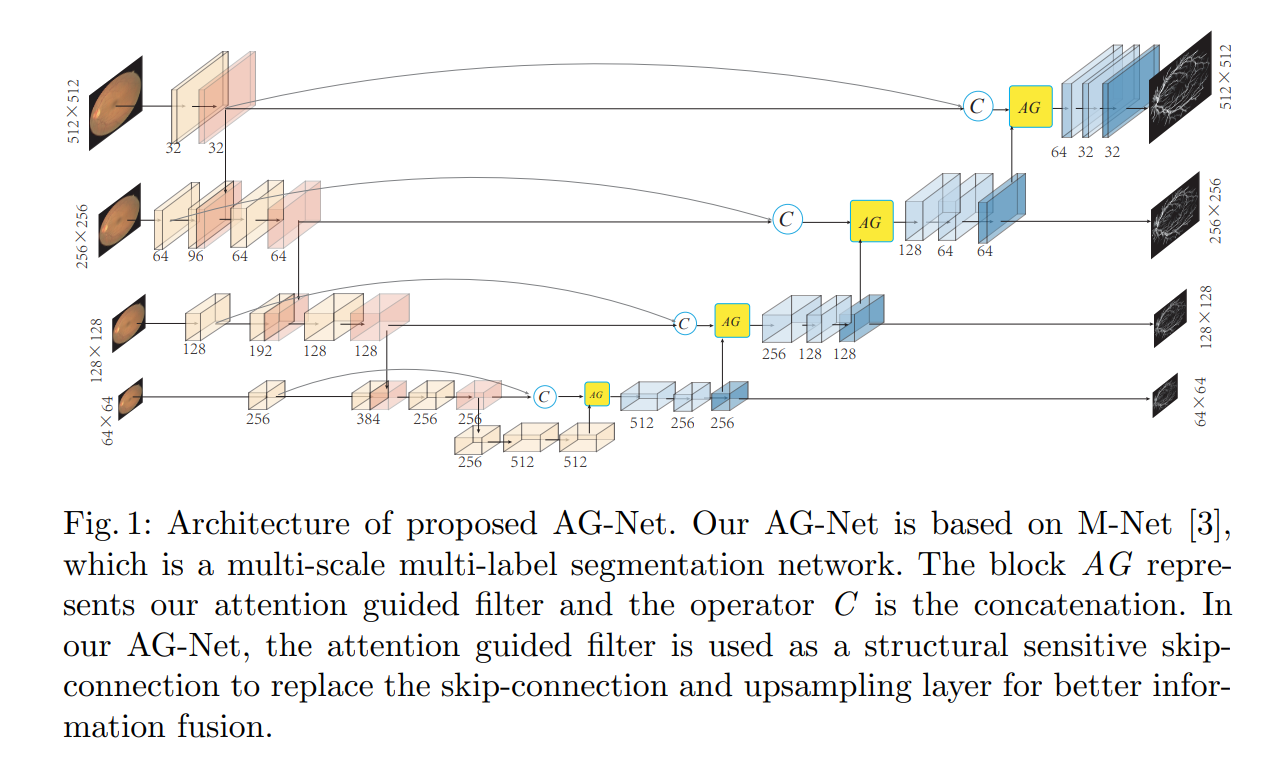 512×512
32
32
C
AG
64 32 32
512×512
256×256
64 96 64 64
C
AG
128 64 64
256×256
128×128
128 192 128 128
C
AG
256 128 128
128×128
64×64
256 384 256 256
C
AG
512 256 256
64×64
256 512 512
Fig. 1: Architecture of proposed AG-Net. Our AG-Net is based on M-Net [3],
which is a multi-scale multi-label segmentation network. The block AG repre-
sents our attention guided filter and the operator C is the concatenation. In
our AG-Net, the attention guided filter is used as a structural sensitive skip-
connection to replace the skip-connection and upsampling layer for better infor-
mation fusion.